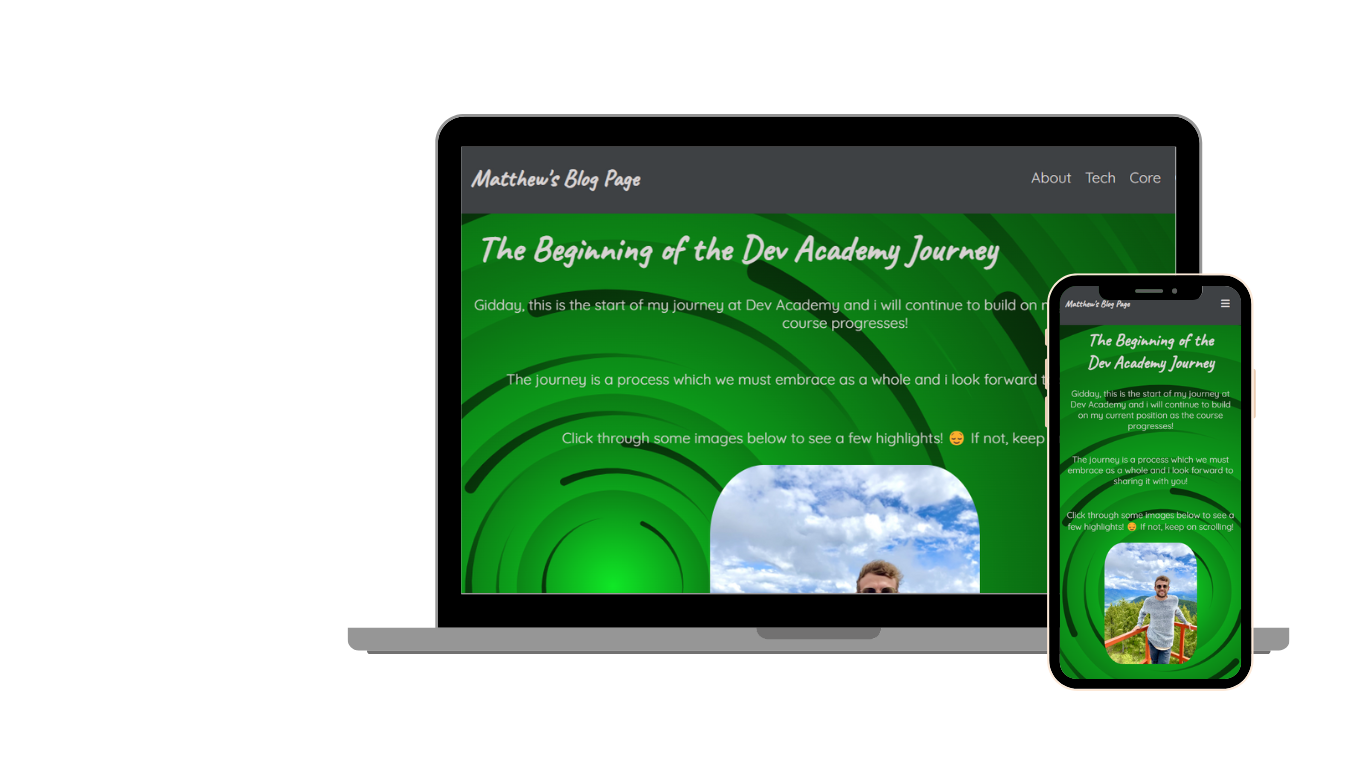 Matthew's Blog Page
About Tech Core
The Beginning of the Dev Academy Journey
Gidday, this is the start of my journey at Dev Academy and i will continue to build on
course progresses!
The journey is a process which we must embrace as a whole and i look forward
Click through some images below to see a few highlights! 😌 If not, keep
Matthew's Blog Page
The Beginning of the
Dev Academy Journey
Gidday, this is the start of my journey at
Dev Academy and i will continue to build
on my current position as the course
progresses!
The journey is a process which we must
embrace as a whole and i look forward to
sharing it with you!
Click through some images below to see a
few highlights! 😌 If not, keep on scrolling!